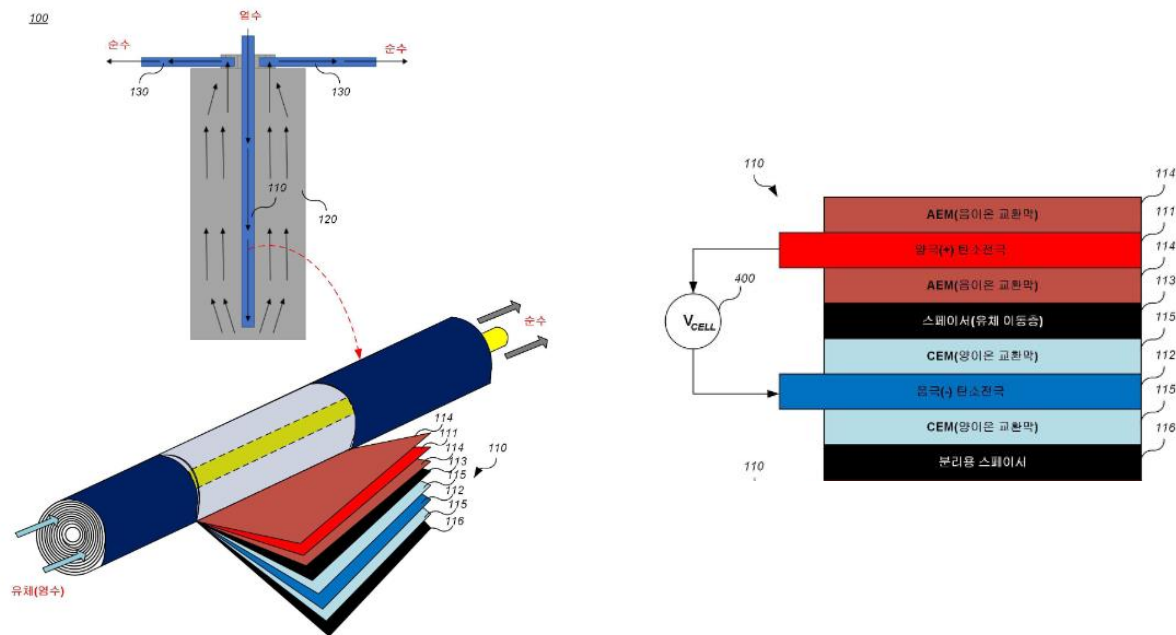 100
염수
순수
순수
130
130
110
120
순수
114
111
114
113
115
112
115
116
110
유체(염수)
110
400
V_CELL
AEM(음이온 교환막)
양극(+) 탄소전극
AEM(음이온 교환막)
스페이서(유체 이동층)
CEM(양이온 교환막)
음극(-) 탄소전극
CEM(양이온 교환막)
분리용 스페이서
114
111
114
113
115
112
115
116
110